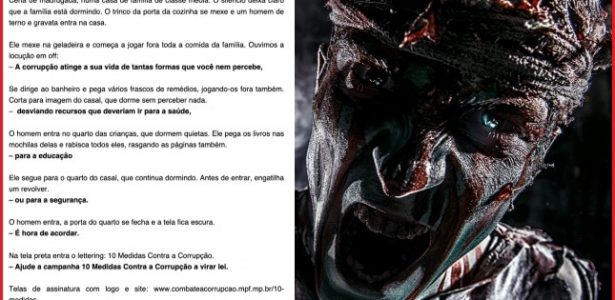 Cena de madrugada, numa casa de família de classe média. O silêncio deixa claro
que a família está dormindo. O trinco da porta da cozinha se mexe e um homem de
terno e gravata entra na casa.
Ele mexe na geladeira e começa a jogar fora toda a comida da família. Ouvimos a
locução em off:
– A corrupção atinge a sua vida de tantas formas que você nem percebe,
Se dirige ao banheiro e pega vários frascos de remédios, jogando-os fora também.
Corta para imagem do casal, que dorme sem perceber nada.
– desviando recursos que deveriam ir para a saúde,
O homem entra no quarto das crianças, que dormem quietas. Ele pega os livros nas
mochilas delas e rabisca todos eles, rasgando as páginas também.
– para a educação
Ele segue para o quarto do casal, que continua dormindo. Antes de entrar, engatilha
um revolver.
– ou para a segurança.
O homem entra, a porta do quarto se fecha e a tela fica escura.
– É hora de acordar.
Na tela preta entra o lettering: 10 Medidas Contra a Corrupção.
– Ajude a campanha 10 Medidas Contra a Corrupção a virar lei.
Telas de assinatura com logo e site: www.combateacorrupcao.mpf.mp.br/10-
medidas